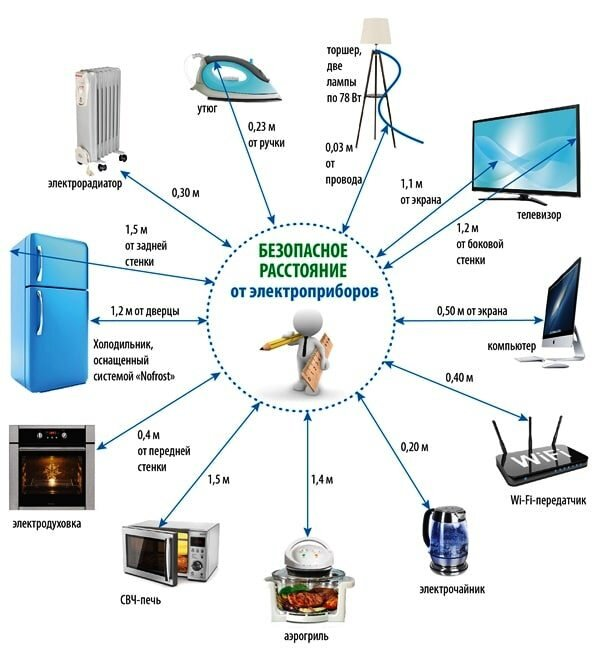 торшер,
две
лампы
по 78 Вт
утюг
0,23 м
от ручки
0,03 м
от
провода
электрорадиатор
0,30 м
1,1 м
от экрана
телевизор
1,2 м
от боковой
стенки
1,5 м
от задней
стенки
БЕЗОПАСНОЕ
РАССТОЯНИЕ
от электроприборов
1,2 м от дверцы
0,50 м от экрана
компьютер
Холодильник,
оснащенный
системой «Nofrost»
0,40 м
0,4 м
от передней
стенки
0,20 м
1,5 м
1,4 м
WiFi
Wi-Fi-передатчик
электродуховка
электрочайник
СВЧ-печь
аэрогриль